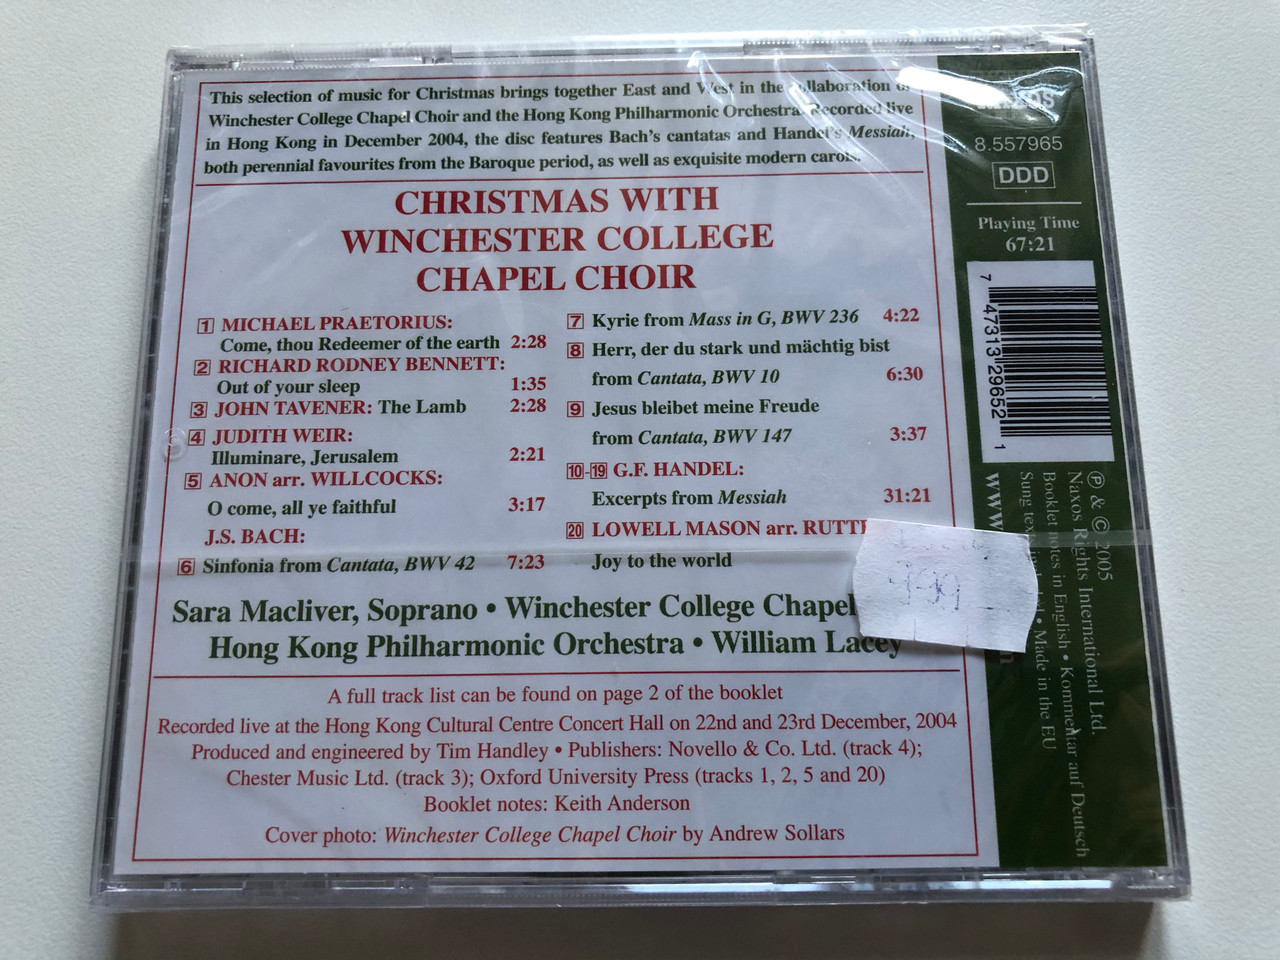 This selection of music for Christmas brings together East and West in the collaboration of
Winchester College Chapel Choir and the Hong Kong Philharmonic Orchestra. Recorded live
in Hong Kong in December 2004, the disc features Bach's cantatas and Handel's Messiah,
both perennial favourites from the Baroque period, as well as exquisite modern carols.
CHRISTMAS WITH
WINCHESTER COLLEGE
CHAPEL CHOIR
1 MICHAEL PRAETORIUS:
Come, thou Redeemer of the earth 2:28
2 RICHARD RODNEY BENNETT:
Out of your sleep 1:35
3 JOHN TAVENER: The Lamb 2:28
4 JUDITH WEIR:
Illuminare, Jerusalem 2:21
5 ANON arr. WILLCOCKS:
O come, all ye faithful 3:17
J.S. BACH:
6 Sinfonia from Cantata, BWV 42 7:23
7 Kyrie from Mass in G, BWV 236 4:22
8 Herr, der du stark und mächtig bist
from Cantata, BWV 10 6:30
9 Jesus bleibet meine Freude
from Cantata, BWV 147 3:37
10-19 G.F. HANDEL:
Excerpts from Messiah 31:21
20 LOWELL MASON arr.
Joy to the world
Sara Macliver, Soprano • Winchester College Chapel
Hong Kong Philharmonic Orchestra • William Lacey
A full track list can be found on page 2 of the booklet
Recorded live at the Hong Kong Cultural Centre Concert Hall on 22nd and 23rd December, 2004
Produced and engineered by Tim Handley • Publishers: Novello & Co. Ltd. (track 4);
Chester Music Ltd. (track 3); Oxford University Press (tracks 1, 2, 5 and 20)
Booklet notes: Keith Anderson
Cover photo: Winchester College Chapel Choir by Andrew Sollars
NAXOS
8.557965
DDD
Playing Time
67:21
7 47313 29652 1
℗ & © 2005
Naxos Rights International Ltd.
Booklet notes in English • Kommentar auf Deutsch
Sung texts • Made in the EU